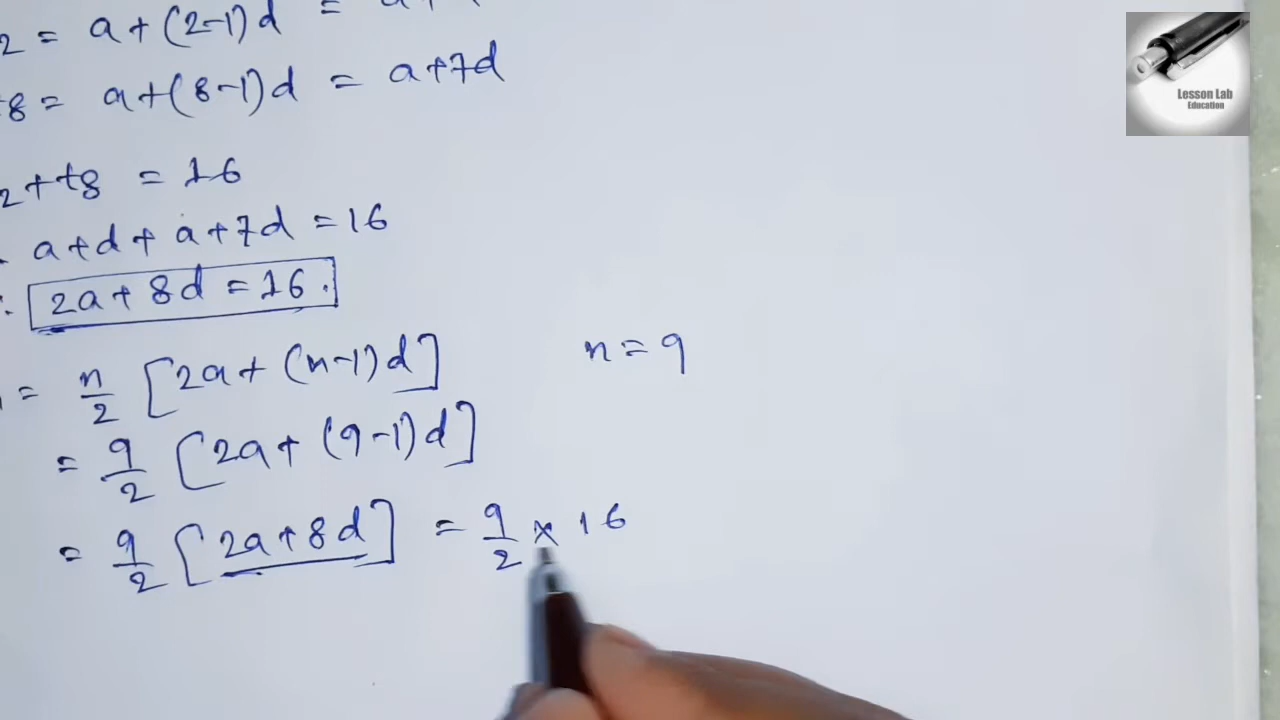 2 = a+(2-1)d =
Lesson Lab
Education
8 = a+(8-1)d = a+7d
2+t8 = 16
a+d+a+7d = 16
∴ 2a+8d = 16.
= n/2 [2a+(n-1)d] n = 9
= 9/2 [2a+(9-1)d]
= 9/2 [2a+8d] = 9/2 × 16